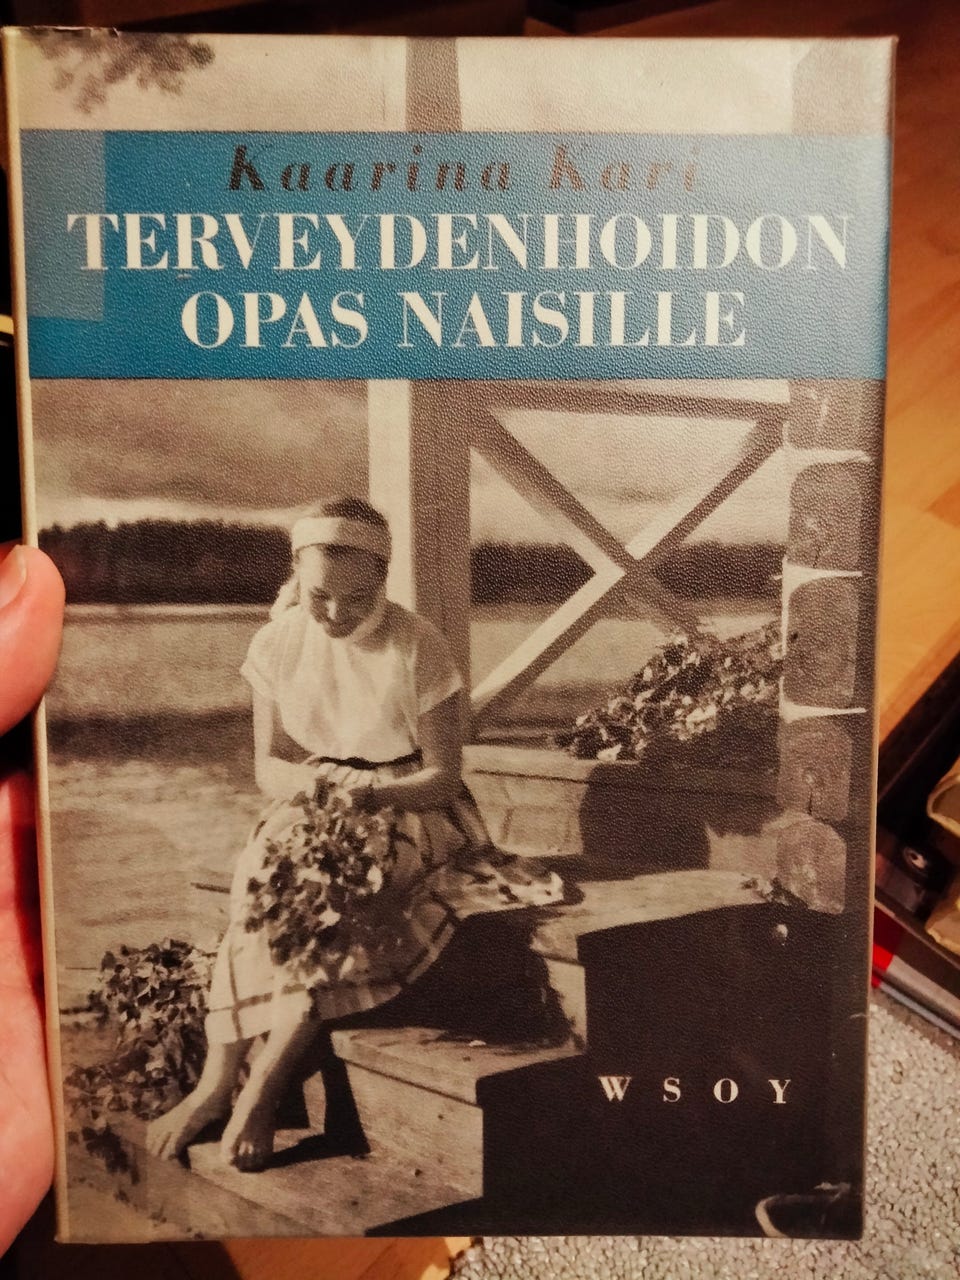 Kaarina Kari
TERVEYDENHOIDON
OPAS NAISILLE
WSOY